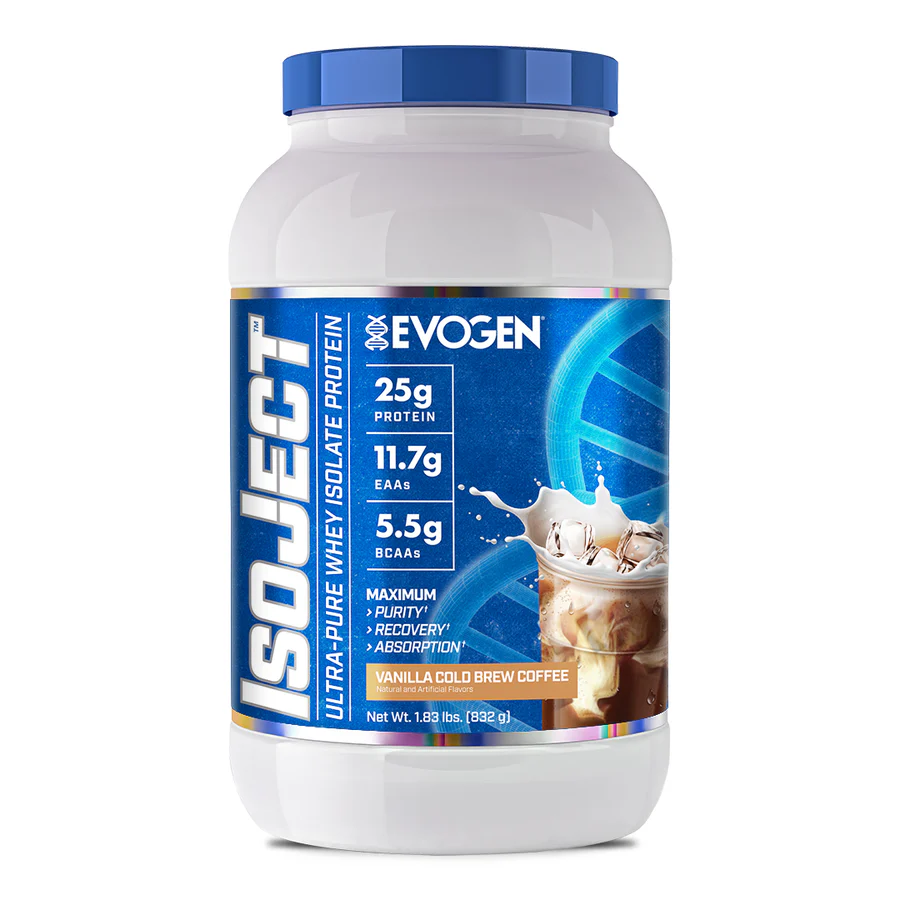 ISOJECT™
ULTRA-PURE WHEY ISOLATE PROTEIN
EVOGEN®
25g
PROTEIN
11.7g
EAAs
5.5g
BCAAs
MAXIMUM
> PURITY†
> RECOVERY†
> ABSORPTION†
VANILLA COLD BREW COFFEE
Natural and Artificial Flavors
Net Wt. 1.83 lbs. (832 g)